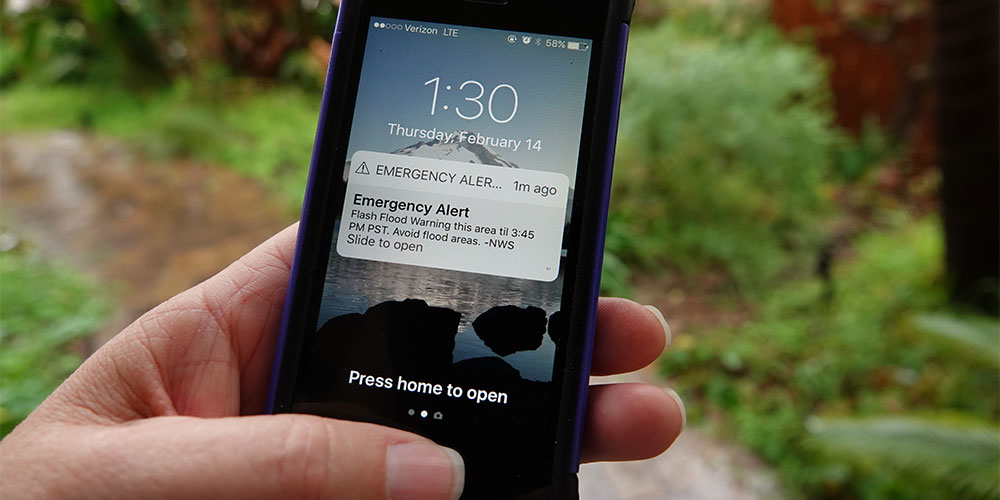 Verizon LTE 58%
1:30
Thursday, February 14
EMERGENCY ALER... 1m ago
Emergency Alert
Flash Flood Warning this area til 3:45
PM PST. Avoid flood areas. -NWS
Slide to open
Press home to open